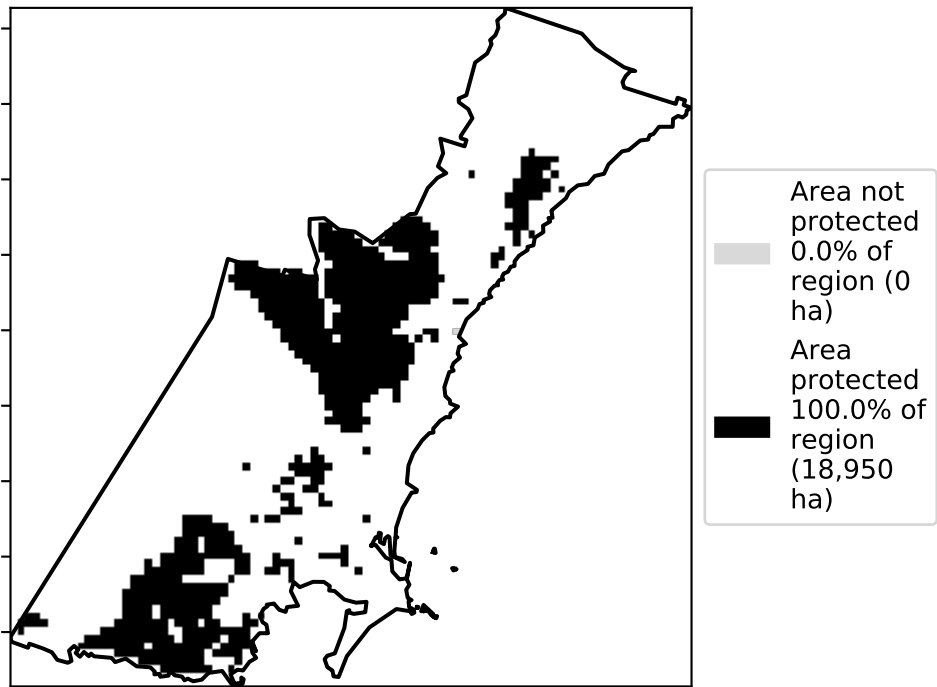 Area not
protected
0.0% of
region (0
ha)
Area
protected
100.0% of
region
(18,950
ha)